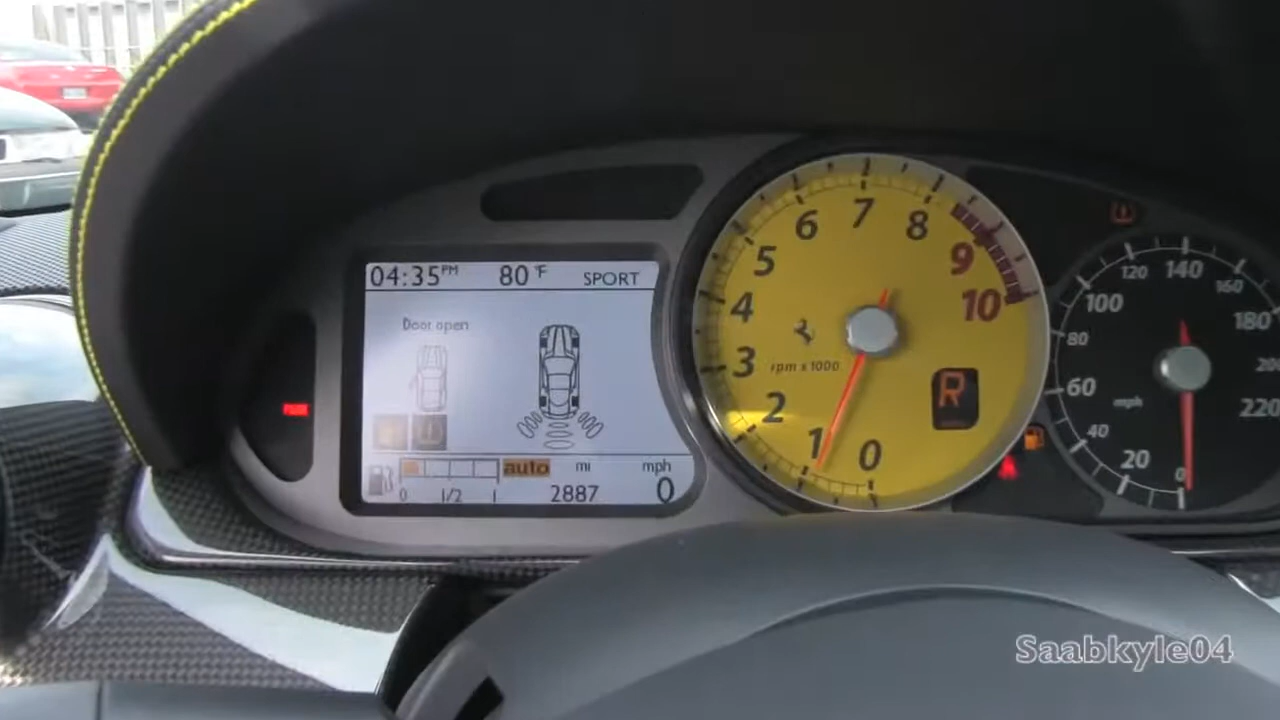 04:35PM 80°F SPORT
Door open
auto mi mph
0 1/2 1 2887 0
0 1 2 3 4 5 6 7 8 9 10
rpm x 1000
R
0 20 40 60 80 100 120 140 160 180 200 220
mph
Saabkyle04